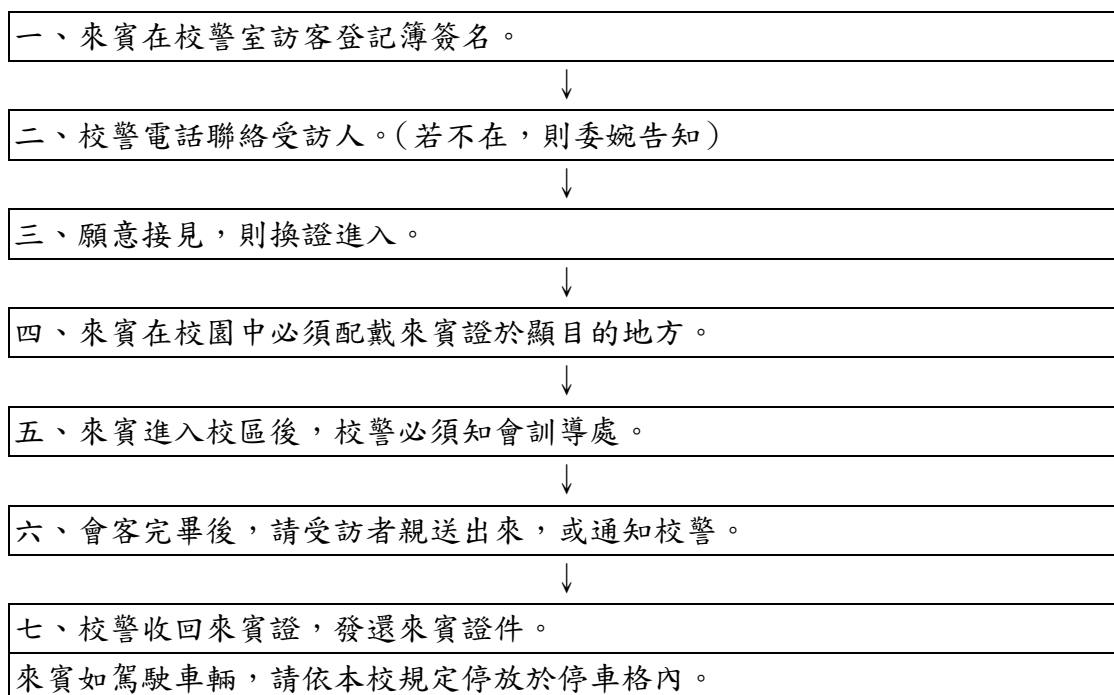 一、來賓在校警室訪客登記簿簽名。
↓
二、校警電話聯絡受訪人。(若不在，則委婉告知)
↓
三、願意接見，則換證進入。
↓
四、來賓在校園中必須配戴來賓證於顯目的地方。
↓
五、來賓進入校區後，校警必須知會訓導處。
↓
六、會客完畢後，請受訪者親送出來，或通知校警。
↓
七、校警收回來賓證，發還來賓證件。
來賓如駕駛車輛，請依本校規定停放於停車格內。